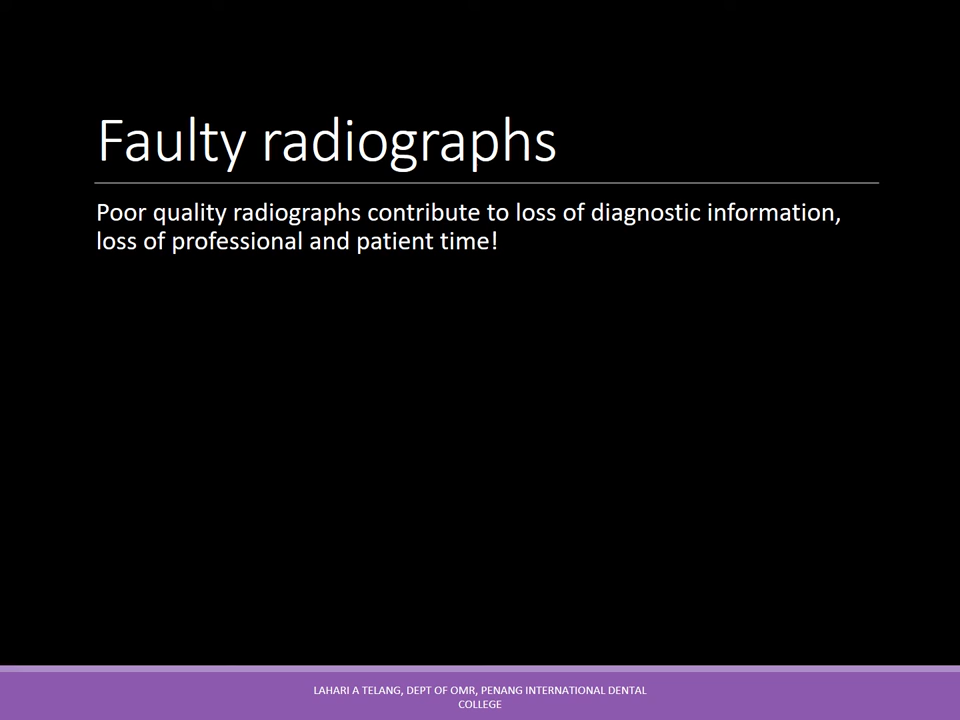 Faulty radiographs
Poor quality radiographs contribute to loss of diagnostic information,
loss of professional and patient time!
LAHARI A TELANG, DEPT OF OMR, PENANG INTERNATIONAL DENTAL
COLLEGE